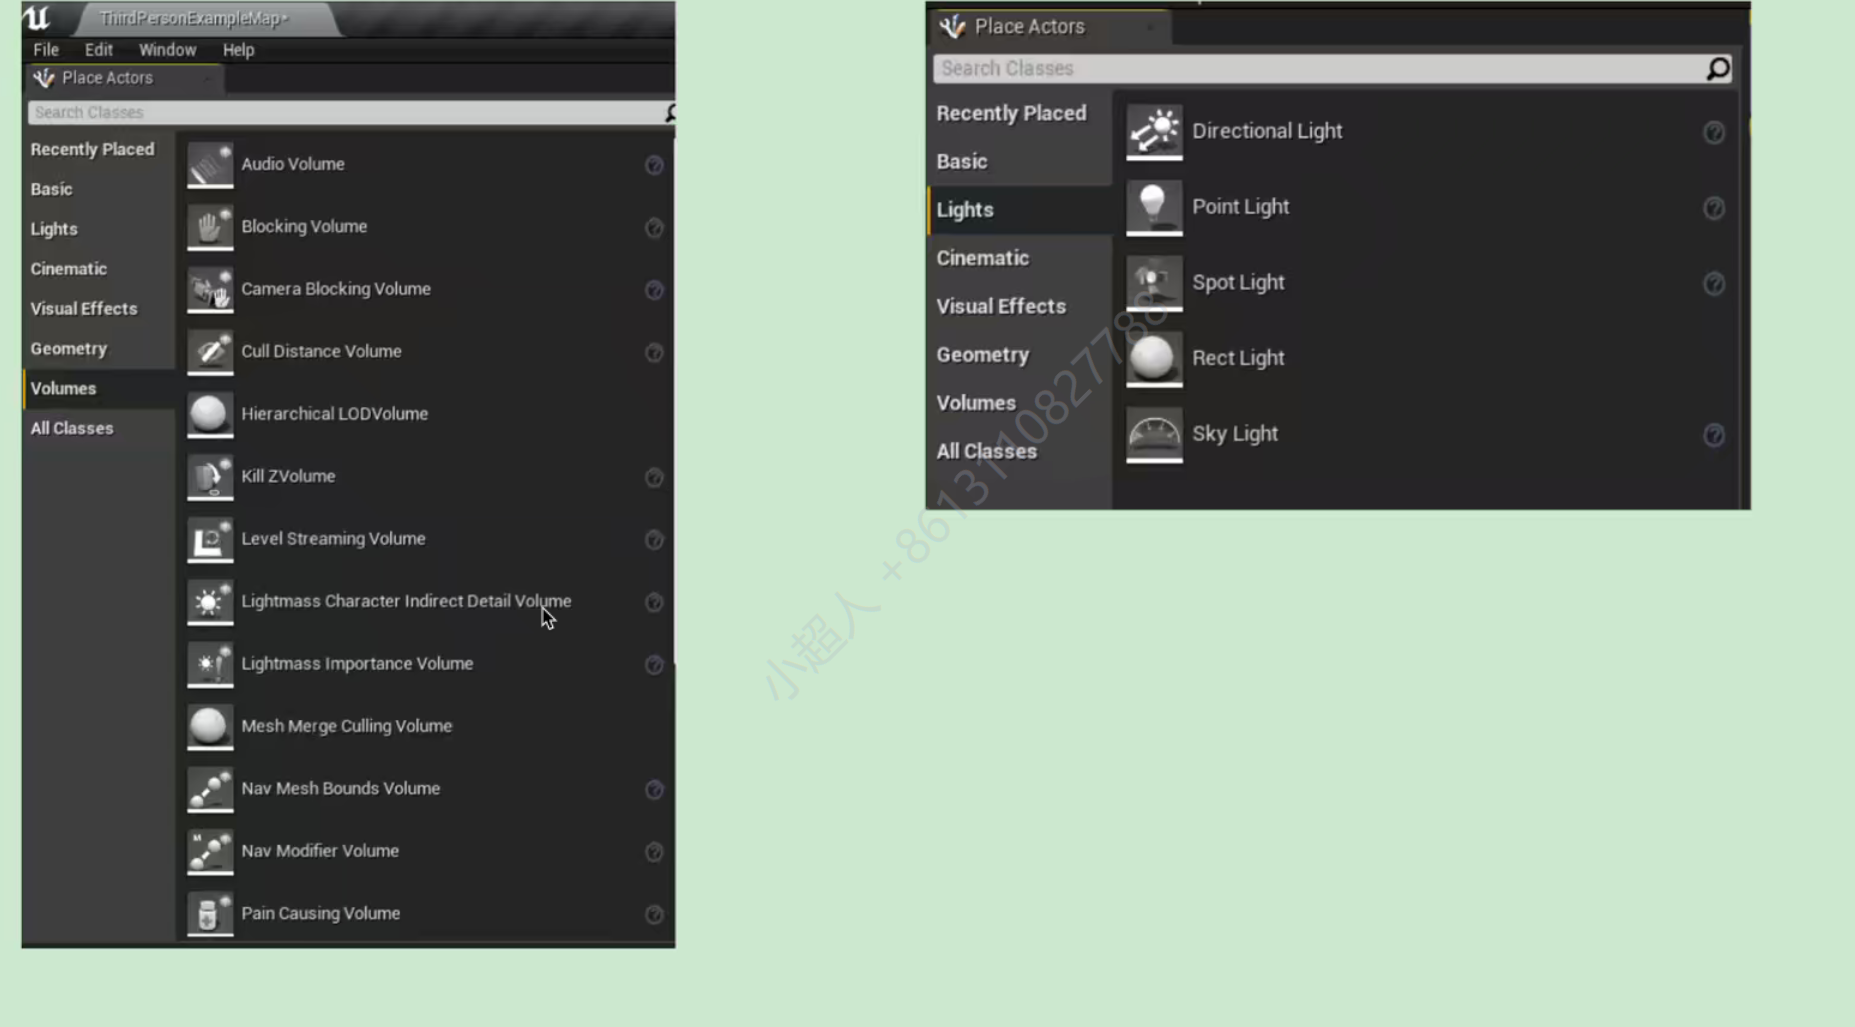 ThirdPersonExampleMap*
File Edit Window Help
Place Actors
Search Classes
Recently Placed
Basic
Lights
Cinematic
Visual Effects
Geometry
Volumes
All Classes
Audio Volume
Blocking Volume
Camera Blocking Volume
Cull Distance Volume
Hierarchical LODVolume
Kill ZVolume
Level Streaming Volume
Lightmass Character Indirect Detail Volume
Lightmass Importance Volume
Mesh Merge Culling Volume
Nav Mesh Bounds Volume
Nav Modifier Volume
Pain Causing Volume
Place Actors
Search Classes
Recently Placed
Basic
Lights
Cinematic
Visual Effects
Geometry
Volumes
All Classes
Directional Light
Point Light
Spot Light
Rect Light
Sky Light
小超人 +8613110827788